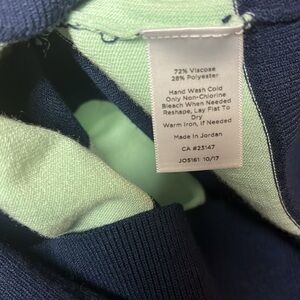 72% Viscose
28% Polyester
Hand Wash Cold
Only Non-Chlorine
Bleach When Needed
Reshape, Lay Flat To
Dry
Warm Iron, If Needed
Made in Jordan
CA #23147
JO5161 10/17